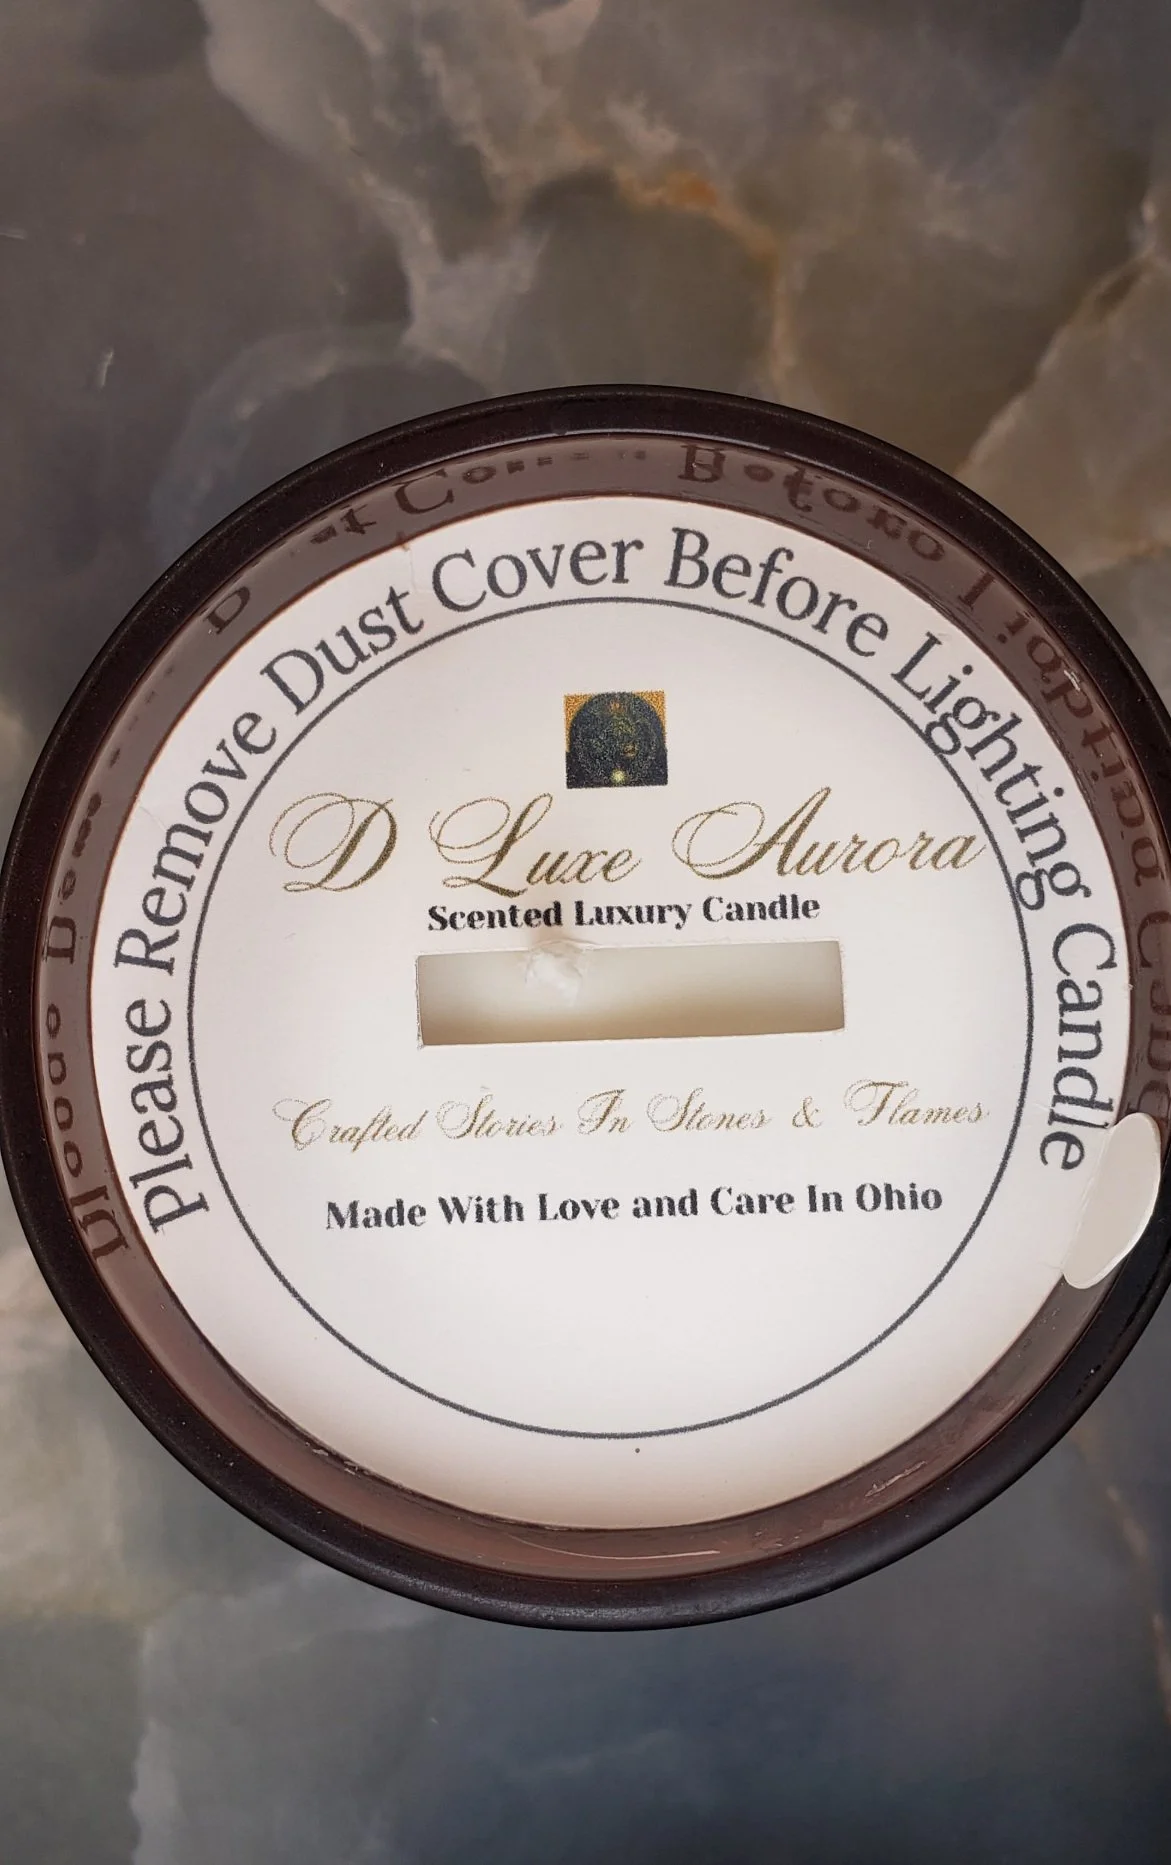 Please Remove Dust Cover Before Lighting Candle
D Luxe Aurora
Scented Luxury Candle
Crafted Stories In Stones & Flames
Made With Love and Care In Ohio